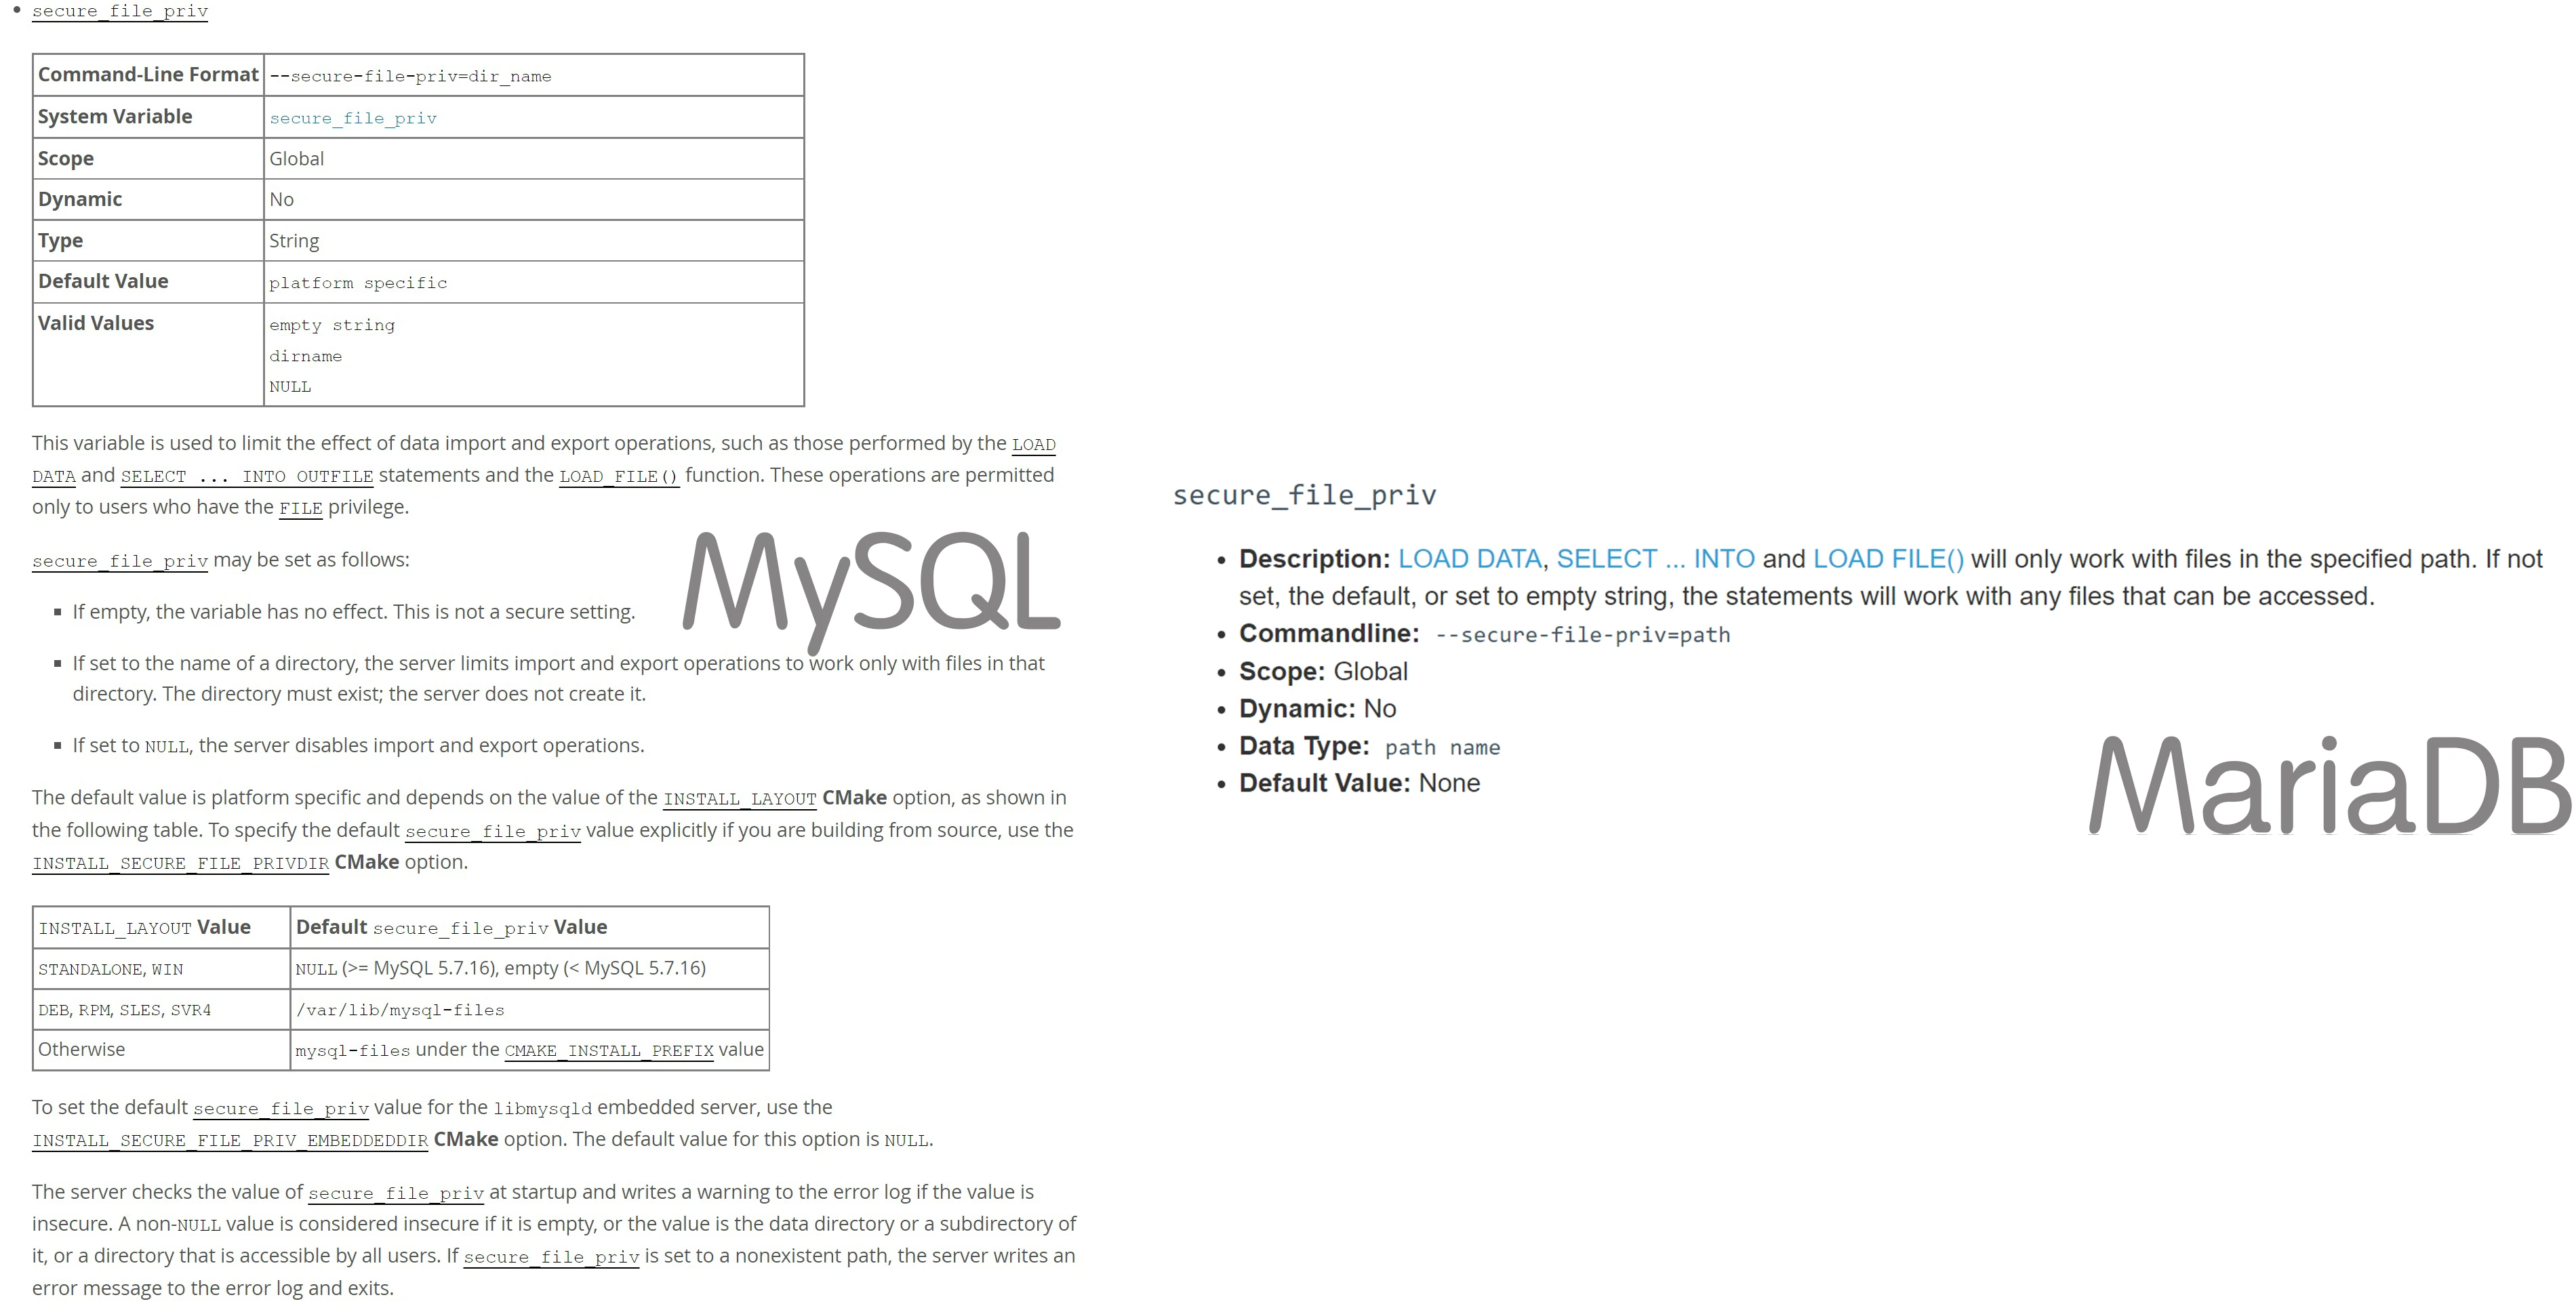 secure_file_priv
Command-Line Format --secure-file-priv=dir_name
System Variable secure_file_priv
Scope Global
Dynamic No
Type String
Default Value platform specific
Valid Values empty string
dirname
NULL
This variable is used to limit the effect of data import and export operations, such as those performed by the LOAD
DATA and SELECT ... INTO OUTFILE statements and the LOAD_FILE() function. These operations are permitted
only to users who have the FILE privilege.
secure_file_priv may be set as follows:
If empty, the variable has no effect. This is not a secure setting.
If set to the name of a directory, the server limits import and export operations to work only with files in that
directory. The directory must exist; the server does not create it.
If set to NULL, the server disables import and export operations.
The default value is platform specific and depends on the value of the INSTALL_LAYOUT CMake option, as shown in
the following table. To specify the default secure_file_priv value explicitly if you are building from source, use the
INSTALL_SECURE_FILE_PRIVDIR CMake option.
INSTALL_LAYOUT Value Default secure_file_priv Value
STANDALONE, WIN NULL (>= MySQL 5.7.16), empty (< MySQL 5.7.16)
DEB, RPM, SLES, SVR4 /var/lib/mysql-files
Otherwise mysql-files under the CMAKE_INSTALL_PREFIX value
To set the default secure_file_priv value for the libmysqld embedded server, use the
INSTALL_SECURE_FILE_PRIV_EMBEDDEDDIR CMake option. The default value for this option is NULL.
The server checks the value of secure_file_priv at startup and writes a warning to the error log if the value is
insecure. A non-NULL value is considered insecure if it is empty, or the value is the data directory or a subdirectory of
it, or a directory that is accessible by all users. If secure_file_priv is set to a nonexistent path, the server writes an
error message to the error log and exits.
MySQL
secure_file_priv
Description: LOAD DATA, SELECT ... INTO and LOAD FILE() will only work with files in the specified path. If not
set, the default, or set to empty string, the statements will work with any files that can be accessed.
Commandline: --secure-file-priv=path
Scope: Global
Dynamic: No
Data Type: path name
Default Value: None
MariaDB